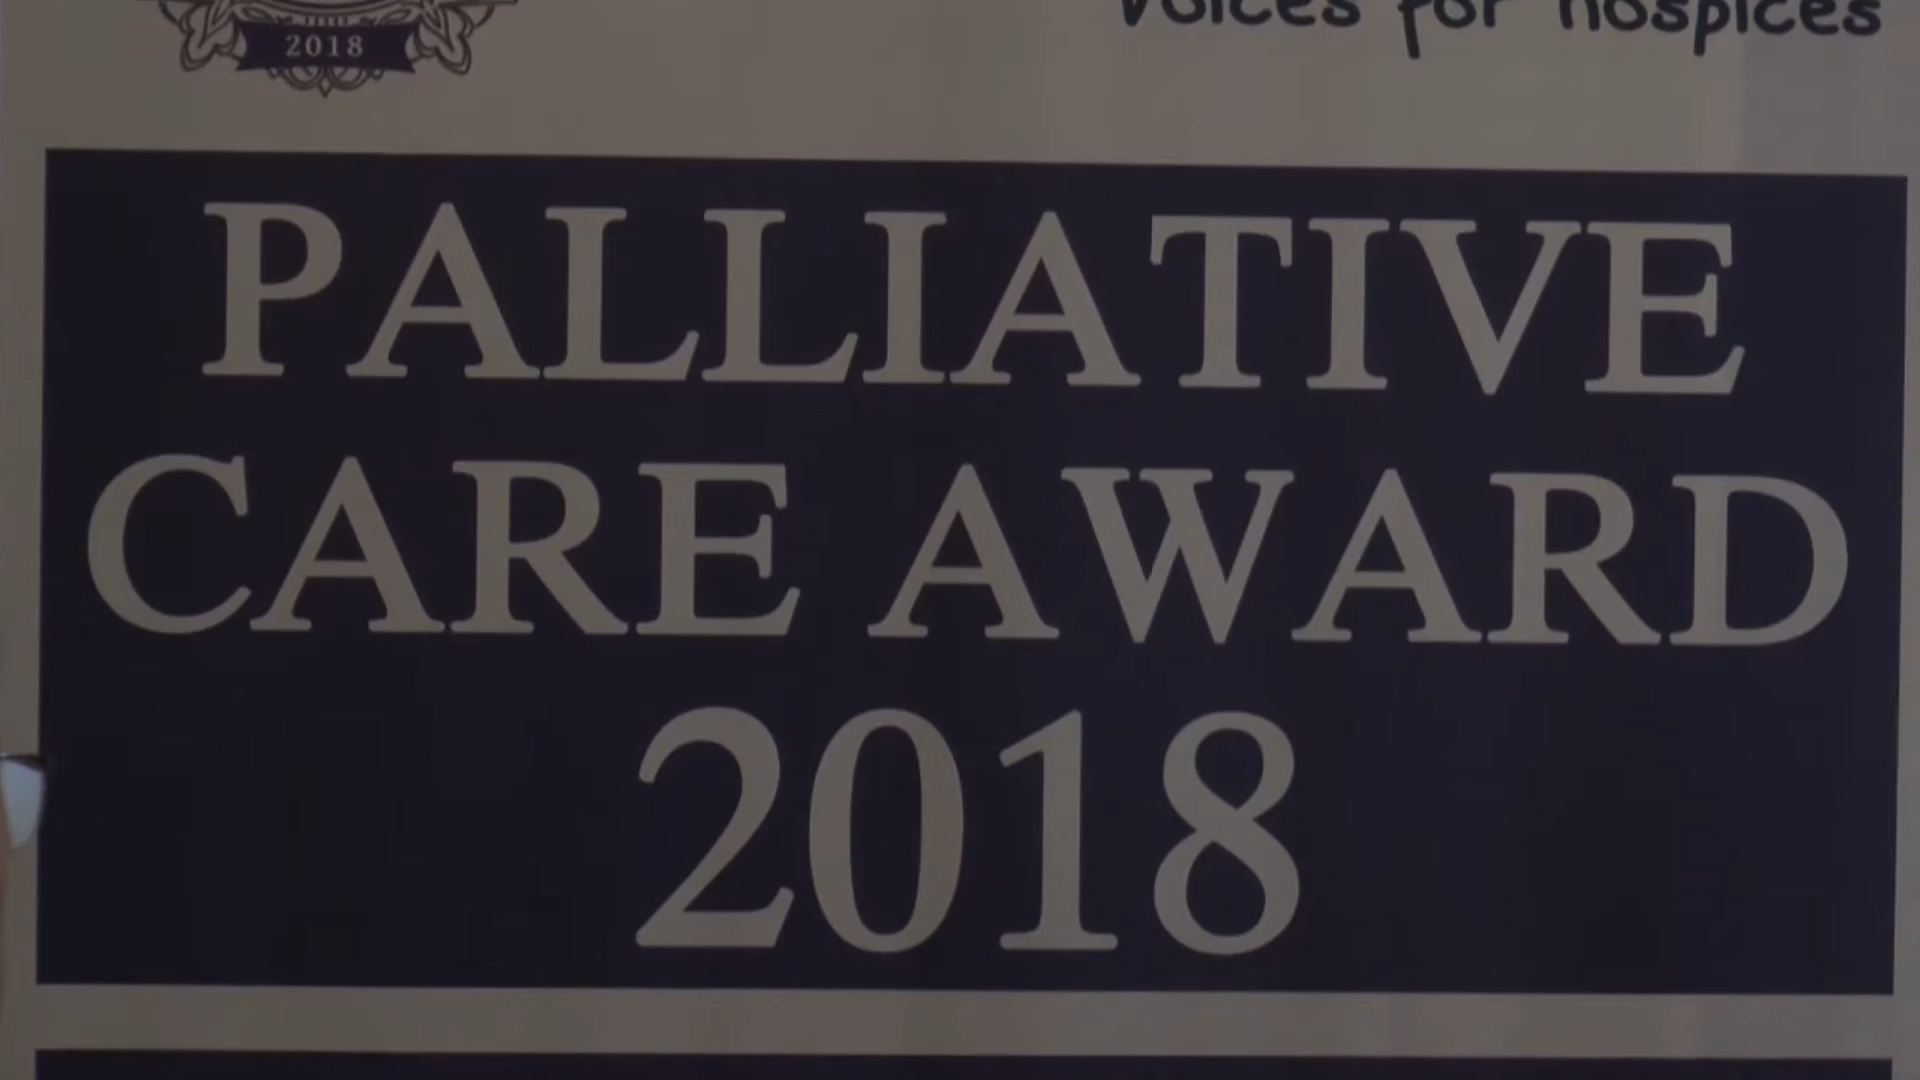 2018
voices for hospices
PALLIATIVE
CARE AWARD
2018